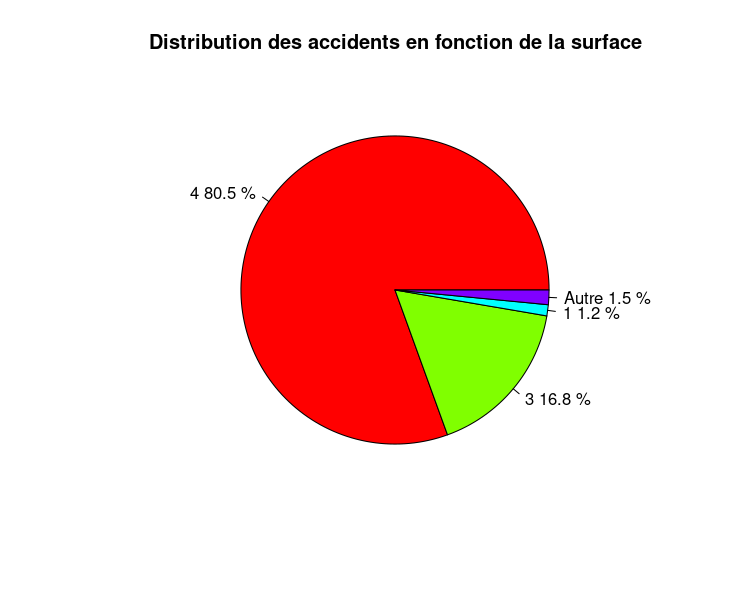 Distribution des accidents en fonction de la surface
4 80.5 %
Autre 1.5 %
1 1.2 %
3 16.8 %